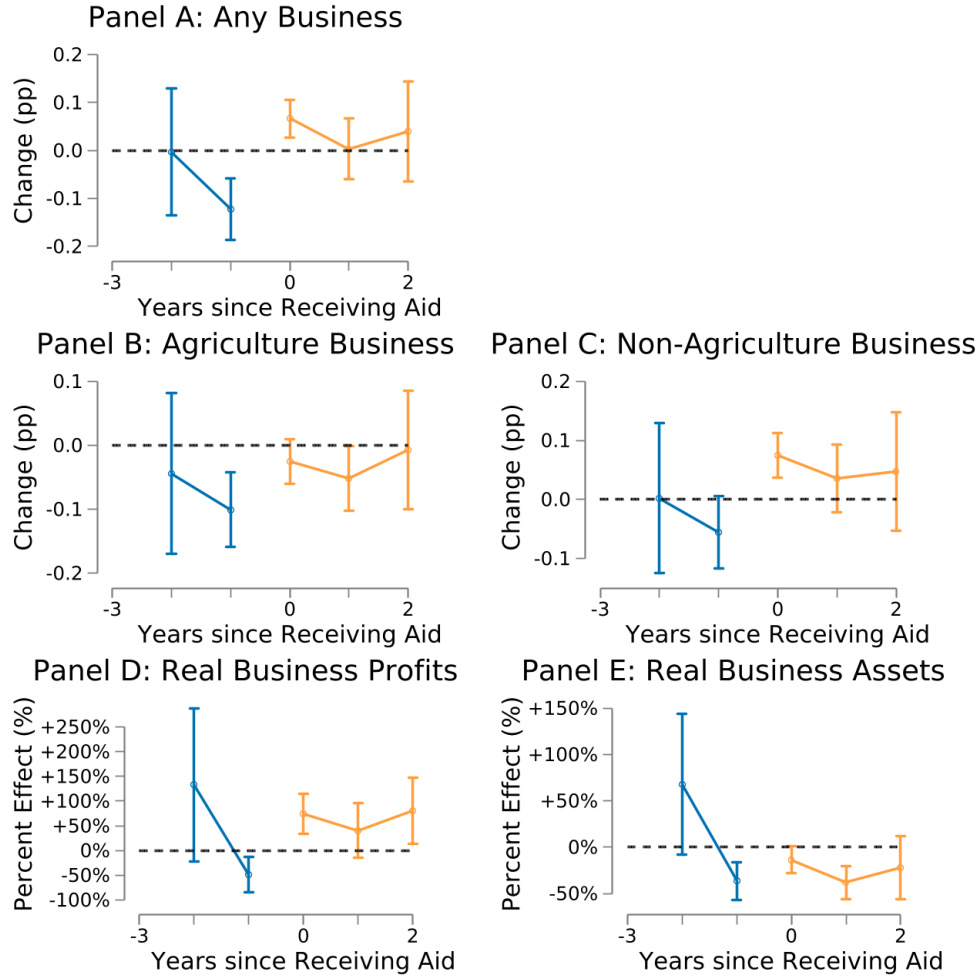 Panel A: Any Business
Change (pp)
0.2
0.1
0.0
-0.1
-0.2
-3
0
2
Years since Receiving Aid
Panel B: Agriculture Business
Change (pp)
0.1
0.0
-0.1
-0.2
-3
0
2
Years since Receiving Aid
Panel C: Non-Agriculture Business
Change (pp)
0.2
0.1
0.0
-0.1
-3
0
2
Years since Receiving Aid
Panel D: Real Business Profits
Percent Effect (%)
+250%
+200%
+150%
+100%
+50%
0%
-50%
-100%
-3
0
2
Years since Receiving Aid
Panel E: Real Business Assets
Percent Effect (%)
+150%
+100%
+50%
0%
-50%
-3
0
2
Years since Receiving Aid